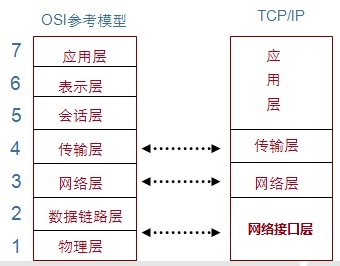 OSI参考模型
TCP/IP
7 应用层
6 表示层
5 会话层
4 传输层
3 网络层
2 数据链路层
1 物理层
应
用
层
传输层
网络层
网络接口层